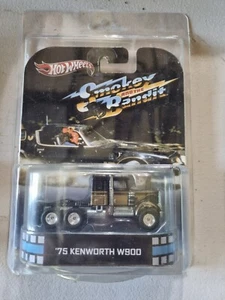 Hot Wheels
Smokey
AND THE
Bandit
'75 KENWORTH W900